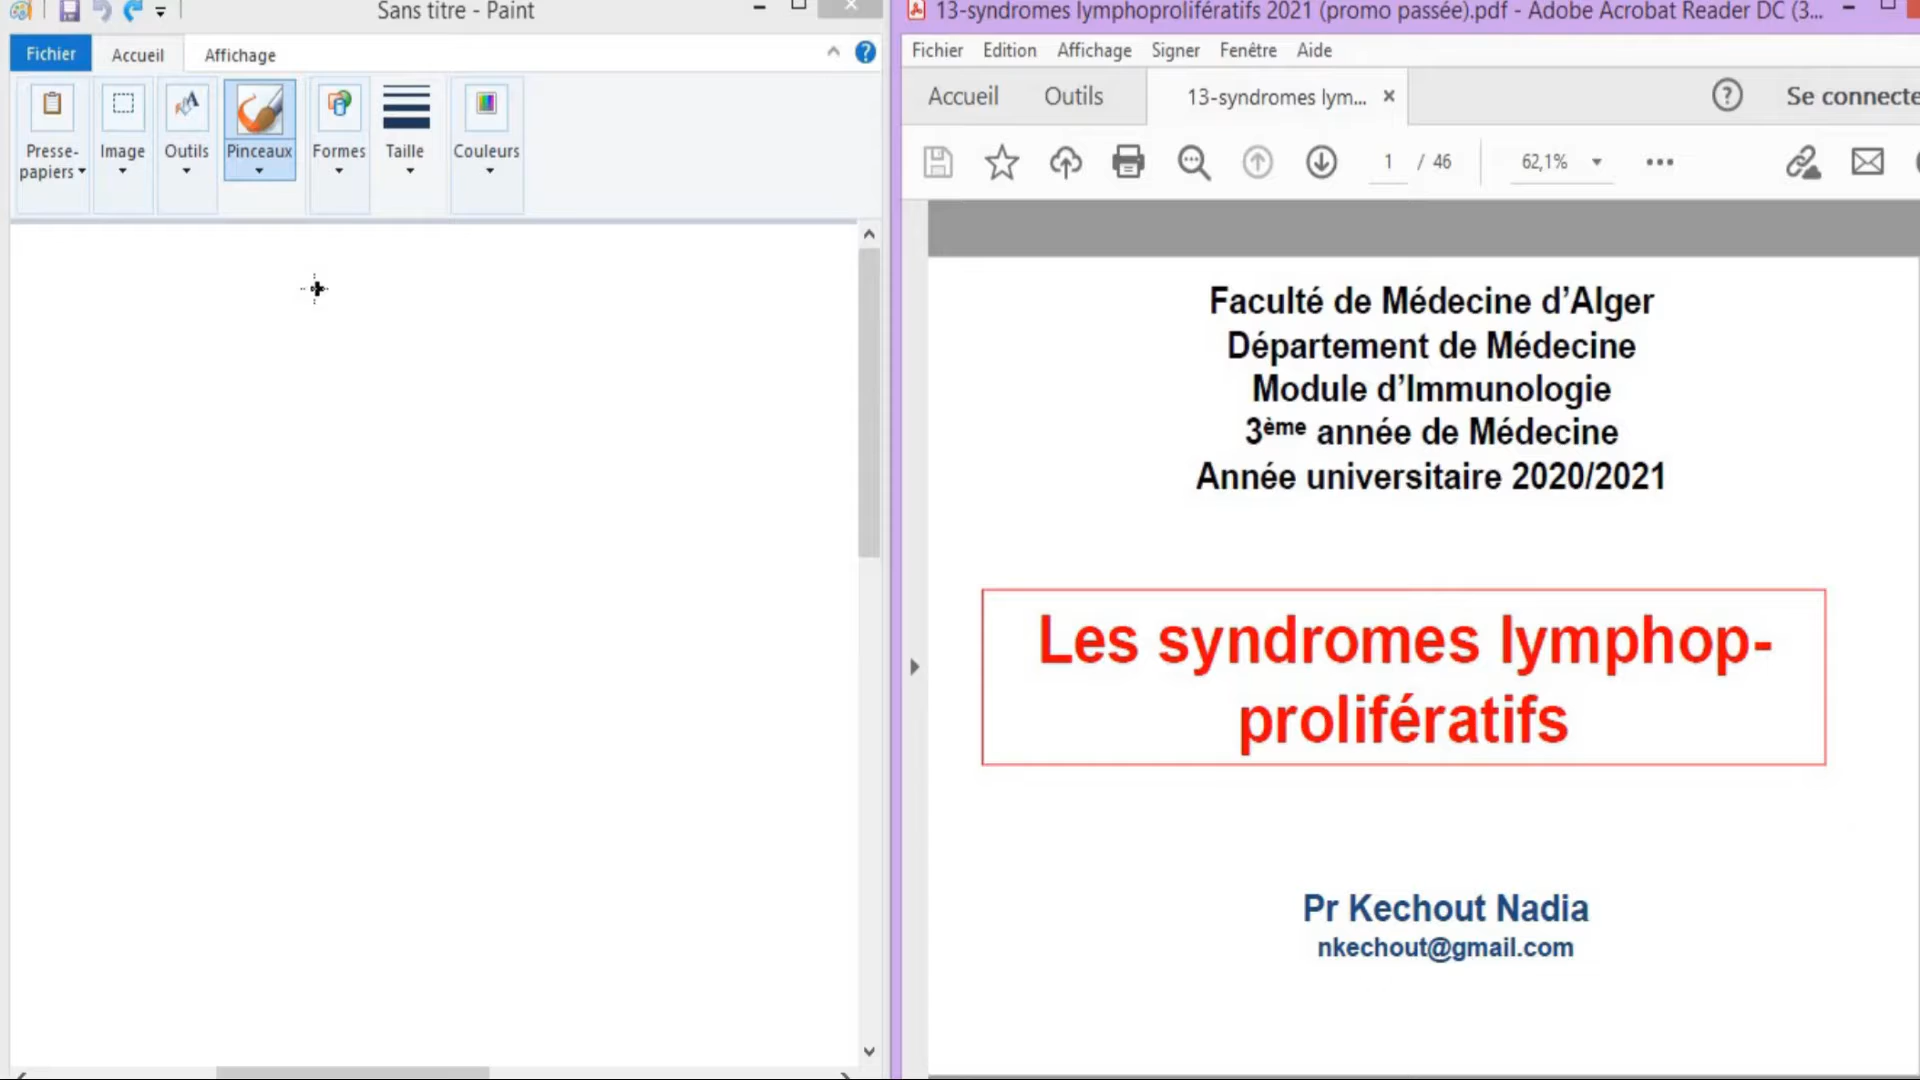 Sans titre - Paint
Fichier
Accueil
Affichage
Presse-
papiers
Image
Outils
Pinceaux
Formes
Taille
Couleurs
13-syndromes lymphoprolifératifs 2021 (promo passée).pdf - Adobe Acrobat Reader DC (3...
Fichier Edition Affichage Signer Fenêtre Aide
Accueil
Outils
13-syndromes lym...
Se connecte
1 / 46
62,1%
Faculté de Médecine d’Alger
Département de Médecine
Module d’Immunologie
3ème année de Médecine
Année universitaire 2020/2021
Les syndromes lymphop-
prolifératifs
Pr Kechout Nadia
nkechout@gmail.com